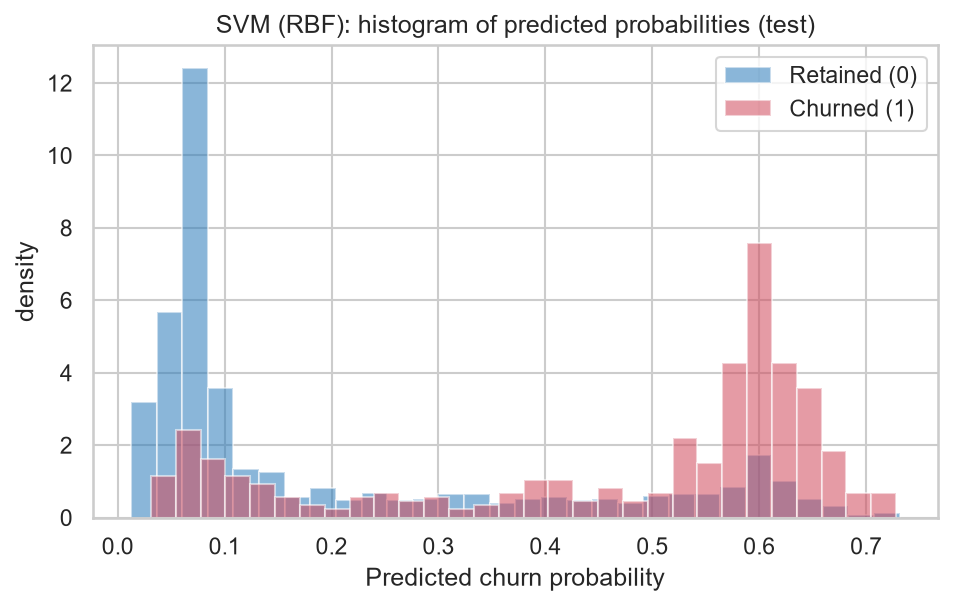 SVM (RBF): histogram of predicted probabilities (test)
Retained (0)
Churned (1)
density
12
10
8
6
4
2
0
0.0 0.1 0.2 0.3 0.4 0.5 0.6 0.7
Predicted churn probability